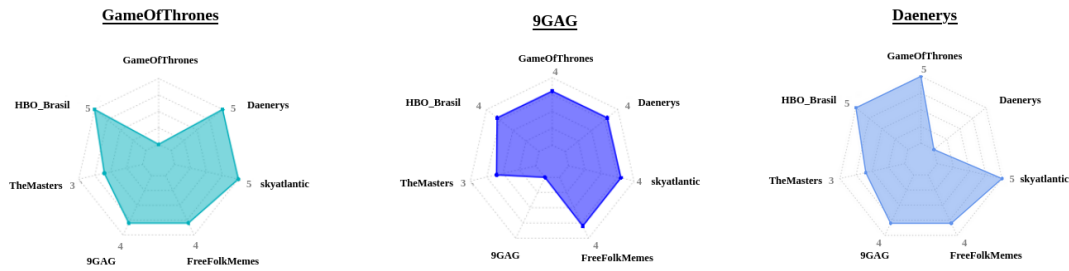 GameOfThrones
GameOfThrones
5
Daenerys
5
skyatlantic
4
FreeFolkMemes
4
9GAG
3
TheMasters
5
HBO_Brasil
9GAG
GameOfThrones
4
4
Daenerys
4
skyatlantic
4
FreeFolkMemes
9GAG
3
TheMasters
4
HBO_Brasil
Daenerys
GameOfThrones
5
Daenerys
5
skyatlantic
4
FreeFolkMemes
4
9GAG
3
TheMasters
5
HBO_Brasil